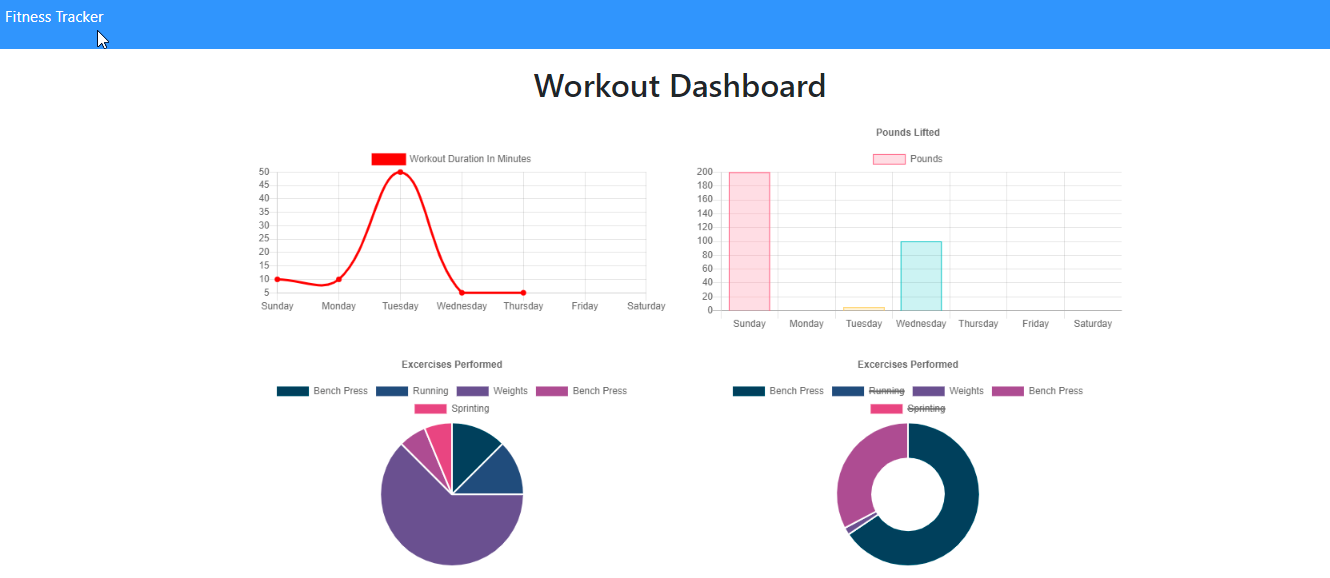 Fitness Tracker
Workout Dashboard
Workout Duration In Minutes
50
45
40
35
30
25
20
15
10
5
Sunday Monday Tuesday Wednesday Thursday Friday Saturday
Pounds Lifted
Pounds
200
180
160
140
120
100
80
60
40
20
0
Sunday Monday Tuesday Wednesday Thursday Friday Saturday
Excercises Performed
Bench Press Running Weights Bench Press
Sprinting
Excercises Performed
Bench Press Running Weights Bench Press
Sprinting